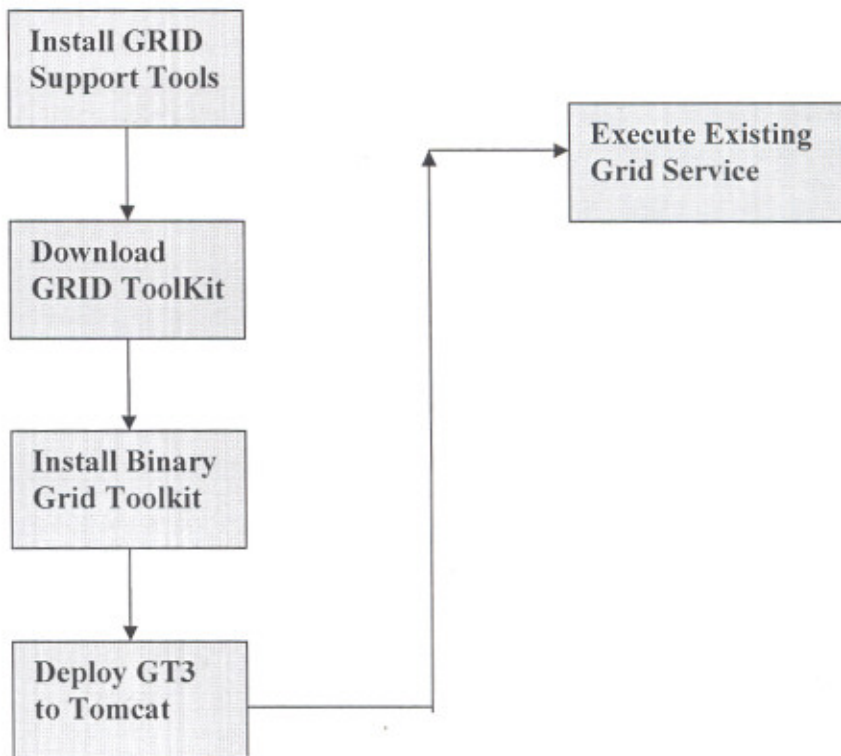 Install GRID
Support Tools
Download
GRID ToolKit
Install Binary
Grid Toolkit
Deploy GT3
to Tomcat
Execute Existing
Grid Service